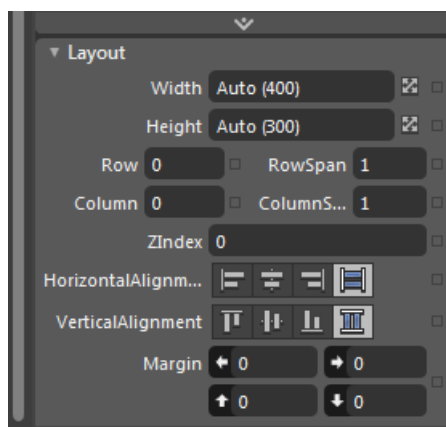 Layout
Width Auto (400)
Height Auto (300)
Row 0 RowSpan 1
Column 0 ColumnS... 1
ZIndex 0
HorizontalAlignm...
VerticalAlignment
Margin 0 0
0 0